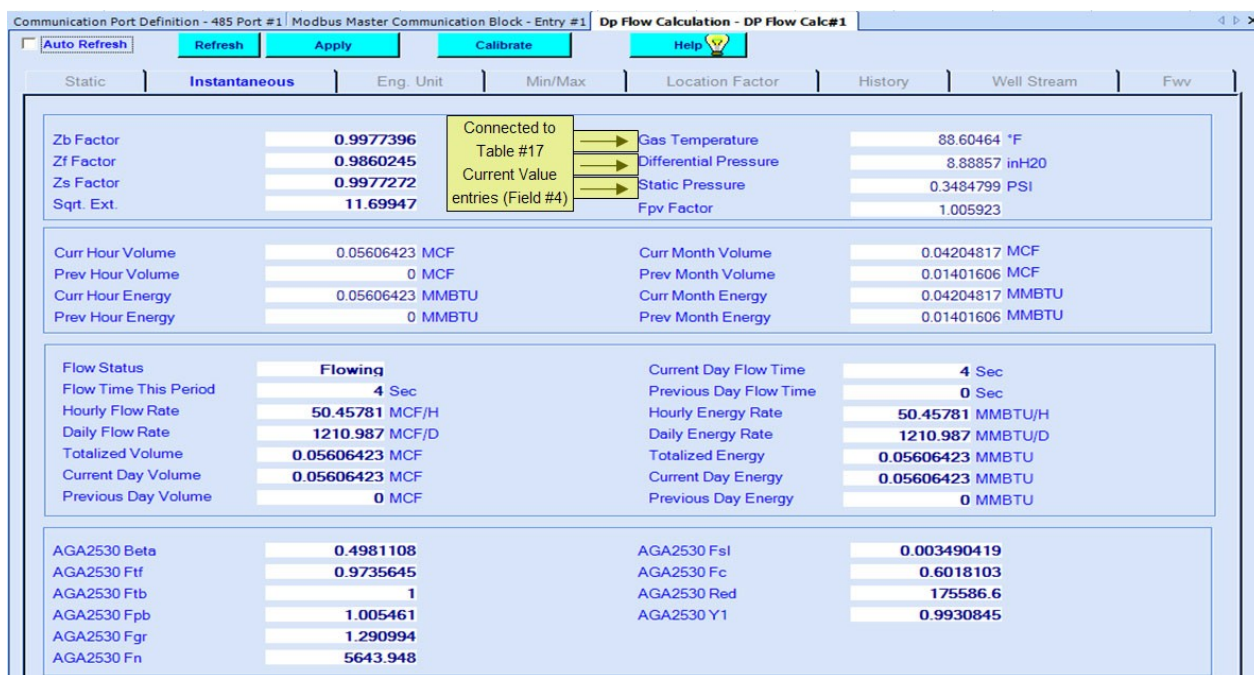 Communication Port Definition - 485 Port #1 Modbus Master Communication Block - Entry #1 Dp Flow Calculation - DP Flow Calc#1
Auto Refresh Refresh Apply Calibrate Help
Static Instantaneous Eng. Unit Min/Max Location Factor History Well Stream Fwv
Connected to
Table #17
Current Value
entries (Field #4)
Zb Factor 0.9977396 Gas Temperature 88.60464 °F
Zf Factor 0.9860245 Differential Pressure 8.88857 inH20
Zs Factor 0.9977272 Static Pressure 0.3484799 PSI
Sqrt. Ext. 11.69947 Fpv Factor 1.005923
Curr Hour Volume 0.05606423 MCF Curr Month Volume 0.04204817 MCF
Prev Hour Volume 0 MCF Prev Month Volume 0.01401606 MCF
Curr Hour Energy 0.05606423 MMBTU Curr Month Energy 0.04204817 MMBTU
Prev Hour Energy 0 MMBTU Prev Month Energy 0.01401606 MMBTU
Flow Status Flowing Current Day Flow Time 4 Sec
Flow Time This Period 4 Sec Previous Day Flow Time 0 Sec
Hourly Flow Rate 50.45781 MCF/H Hourly Energy Rate 50.45781 MMBTU/H
Daily Flow Rate 1210.987 MCF/D Daily Energy Rate 1210.987 MMBTU/D
Totalized Volume 0.05606423 MCF Totalized Energy 0.05606423 MMBTU
Current Day Volume 0.05606423 MCF Current Day Energy 0.05606423 MMBTU
Previous Day Volume 0 MCF Previous Day Energy 0 MMBTU
AGA2530 Beta 0.4981108 AGA2530 Fsl 0.003490419
AGA2530 Ftf 0.9735645 AGA2530 Fc 0.6018103
AGA2530 Ftb 1 AGA2530 Red 175586.6
AGA2530 Fpb 1.005461 AGA2530 Y1 0.9930845
AGA2530 Fgr 1.290994
AGA2530 Fn 5643.948